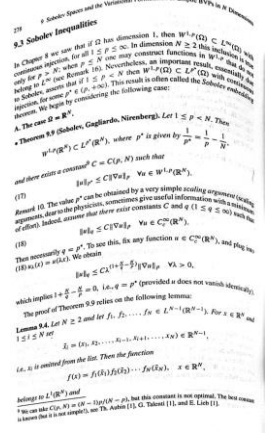 278 9 Sobolev Spaces and the Variational BVPs in N Dimensions
9.3 Sobolev Inequalities
In Chapter 8 we saw that if Ω has dimension 1, then W^{1,p}(Ω) ⊂ L^∞(Ω) with
continuous injection, for all 1 ≤ p ≤ ∞. In dimension N ≥ 2 this inclusion is
only for p > N; when p ≤ N one may construct functions in W^{1,p} that do not
belong to L^∞ (see Remark 16). Nevertheless, an important result, essentially
to Sobolev, asserts that if 1 ≤ p < N then W^{1,p}(Ω) ⊂ L^{p*}(Ω) with continuous
injection, for some p* ∈ (p, +∞). This result is often called the Sobolev embedding
theorem. We begin by considering the following case:
A. The case Ω = R^N.
• Theorem 9.9 (Sobolev, Gagliardo, Nirenberg). Let 1 ≤ p < N. Then
W^{1,p}(R^N) ⊂ L^{p*}(R^N), where p* is given by 1/p* = 1/p − 1/N,
and there exists a constant C = C(p, N) such that
(17) ‖u‖_{p*} ≤ C‖∇u‖_p ∀u ∈ W^{1,p}(R^N).
Remark 10. The value p* can be obtained by a very simple scaling argument (scaling
arguments, dear to the physicists, sometimes give useful information with a minimum
of effort). Indeed, assume that there exist constants C and q (1 ≤ q ≤ ∞) such that
(18) ‖u‖_q ≤ C‖∇u‖_p ∀u ∈ C_c^∞(R^N).
Then necessarily q = p*. To see this, fix any function u ∈ C_c^∞(R^N), and plug into
(18) u_λ(x) = u(λx). We obtain
‖u‖_q ≤ Cλ^{(1+N/q−N/p)}‖∇u‖_p ∀λ > 0,
which implies 1 + N/q − N/p = 0, i.e., q = p* (provided u does not vanish identically).
The proof of Theorem 9.9 relies on the following lemma:
Lemma 9.4. Let N ≥ 2 and let f₁, f₂, ..., f_N ∈ L^{N−1}(R^{N−1}). For x ∈ R^N and
1 ≤ i ≤ N set
x̃_i = (x₁, x₂, ..., x_{i−1}, x_{i+1}, ..., x_N) ∈ R^{N−1},
i.e., x_i is omitted from the list. Then the function
f(x) = f₁(x̃₁)f₂(x̃₂) ··· f_N(x̃_N), x ∈ R^N,
belongs to L¹(R^N) and
We can take C(p, N) = (N − 1)p/(N − p), but this constant is not optimal. The best constant
is known (but it is not simple!), see Th. Aubin [1], G. Talenti [1], and E. Lieb [1].